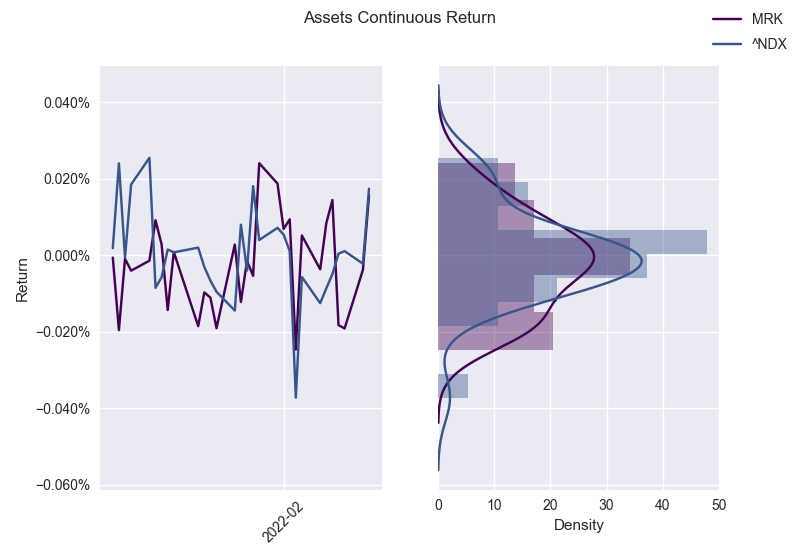 Assets Continuous Return
MRK
^NDX
0.040%
0.020%
0.000%
−0.020%
−0.040%
−0.060%
Return
2022-02
0 10 20 30 40 50
Density